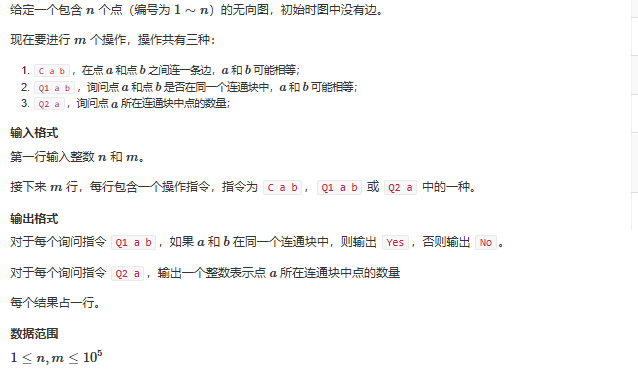 给定一个包含 n 个点（编号为 1 ∼ n）的无向图，初始时图中没有边。
现在要进行 m 个操作，操作共有三种：
1. C a b，在点 a 和点 b 之间连一条边，a 和 b 可能相等；
2. Q1 a b，询问点 a 和点 b 是否在同一个连通块中，a 和 b 可能相等；
3. Q2 a，询问点 a 所在连通块中点的数量；
输入格式
第一行输入整数 n 和 m。
接下来 m 行，每行包含一个操作指令，指令为 C a b，Q1 a b 或 Q2 a 中的一种。
输出格式
对于每个询问指令 Q1 a b，如果 a 和 b 在同一个连通块中，则输出 Yes，否则输出 No。
对于每个询问指令 Q2 a，输出一个整数表示点 a 所在连通块中点的数量
每个结果占一行。
数据范围
1 ≤ n, m ≤ 10⁵